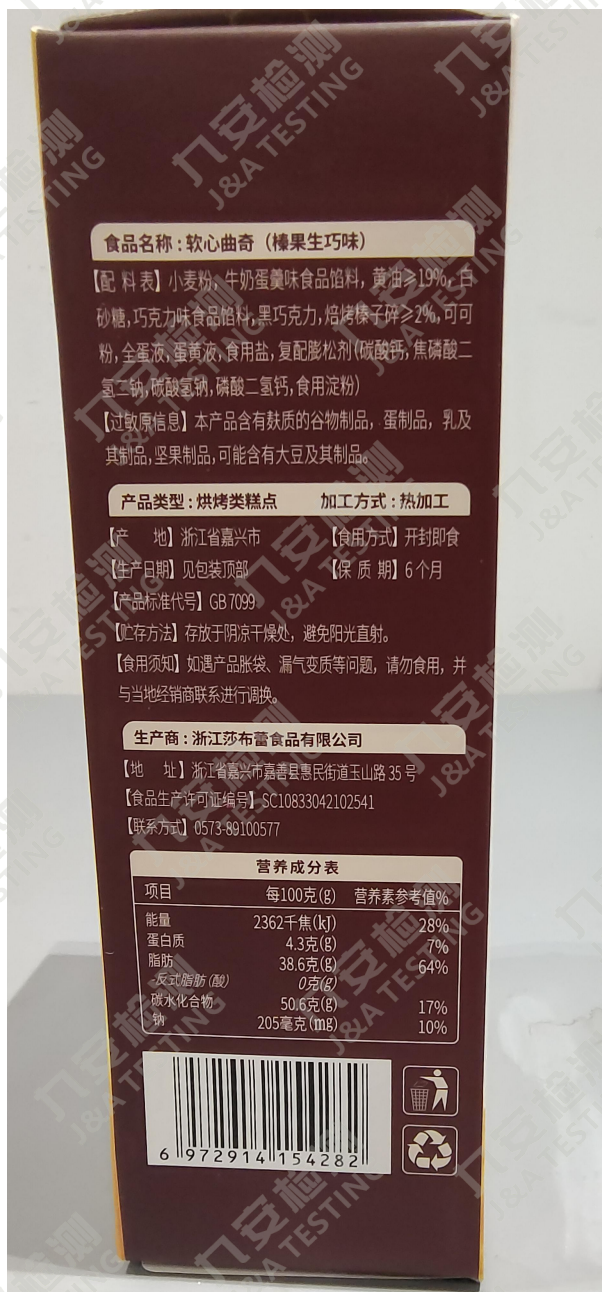 食品名称：软心曲奇（榛果生巧味）
【配 料 表】小麦粉，牛奶蛋羹味食品馅料，黄油≥19%，白
砂糖，巧克力味食品馅料，黑巧克力，焙烤榛子碎≥2%，可可
粉，全蛋液，蛋黄液，食用盐，复配膨松剂(碳酸钙，焦磷酸二
氢二钠，碳酸氢钠，磷酸二氢钙，食用淀粉)
【过敏原信息】本产品含有麸质的谷物制品，蛋制品，乳及
其制品，坚果制品，可能含有大豆及其制品。
产品类型：烘烤类糕点 加工方式：热加工
【产 地】浙江省嘉兴市 【食用方式】开封即食
【生产日期】见包装顶部 【保 质 期】6个月
【产品标准代号】GB 7099
【贮存方法】存放于阴凉干燥处，避免阳光直射。
【食用须知】如遇产品胀袋、漏气变质等问题，请勿食用，并
与当地经销商联系进行调换。
生产商：浙江莎布蕾食品有限公司
【地 址】浙江省嘉兴市嘉善县惠民街道玉山路 35 号
【食品生产许可证编号】SC10833042102541
【联系方式】0573-89100577
营养成分表
项目 每100克(g) 营养素参考值%
能量 2362千焦(kJ) 28%
蛋白质 4.3克(g) 7%
脂肪 38.6克(g) 64%
-反式脂肪(酸) 0克(g)
碳水化合物 50.6克(g) 17%
钠 205毫克(mg) 10%
6 972914 154282
九安检测
J&A TESTING